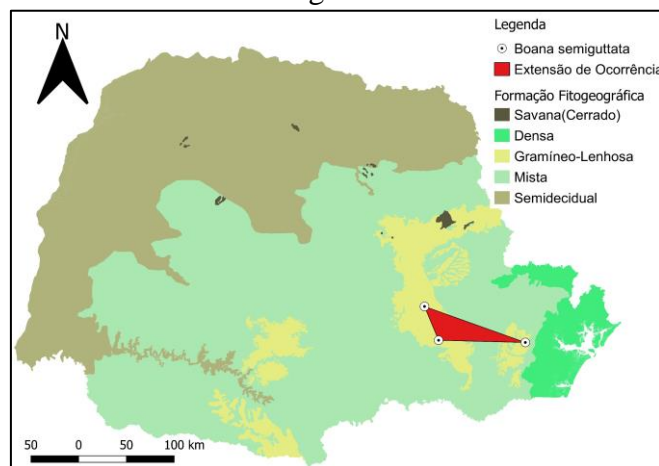 N
Legenda
Boana semiguttata
Extensão de Ocorrência
Formação Fitogeográfica
Savana(Cerrado)
Densa
Gramíneo-Lenhosa
Mista
Semidecidual
50 0 50 100 km